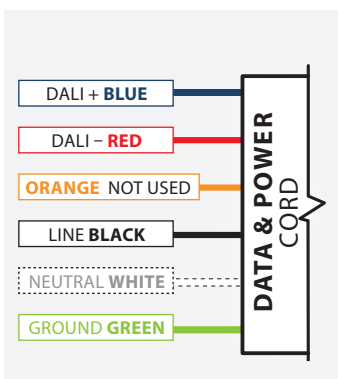 DALI + BLUE
DALI – RED
ORANGE NOT USED
LINE BLACK
NEUTRAL WHITE
GROUND GREEN
DATA & POWER
CORD